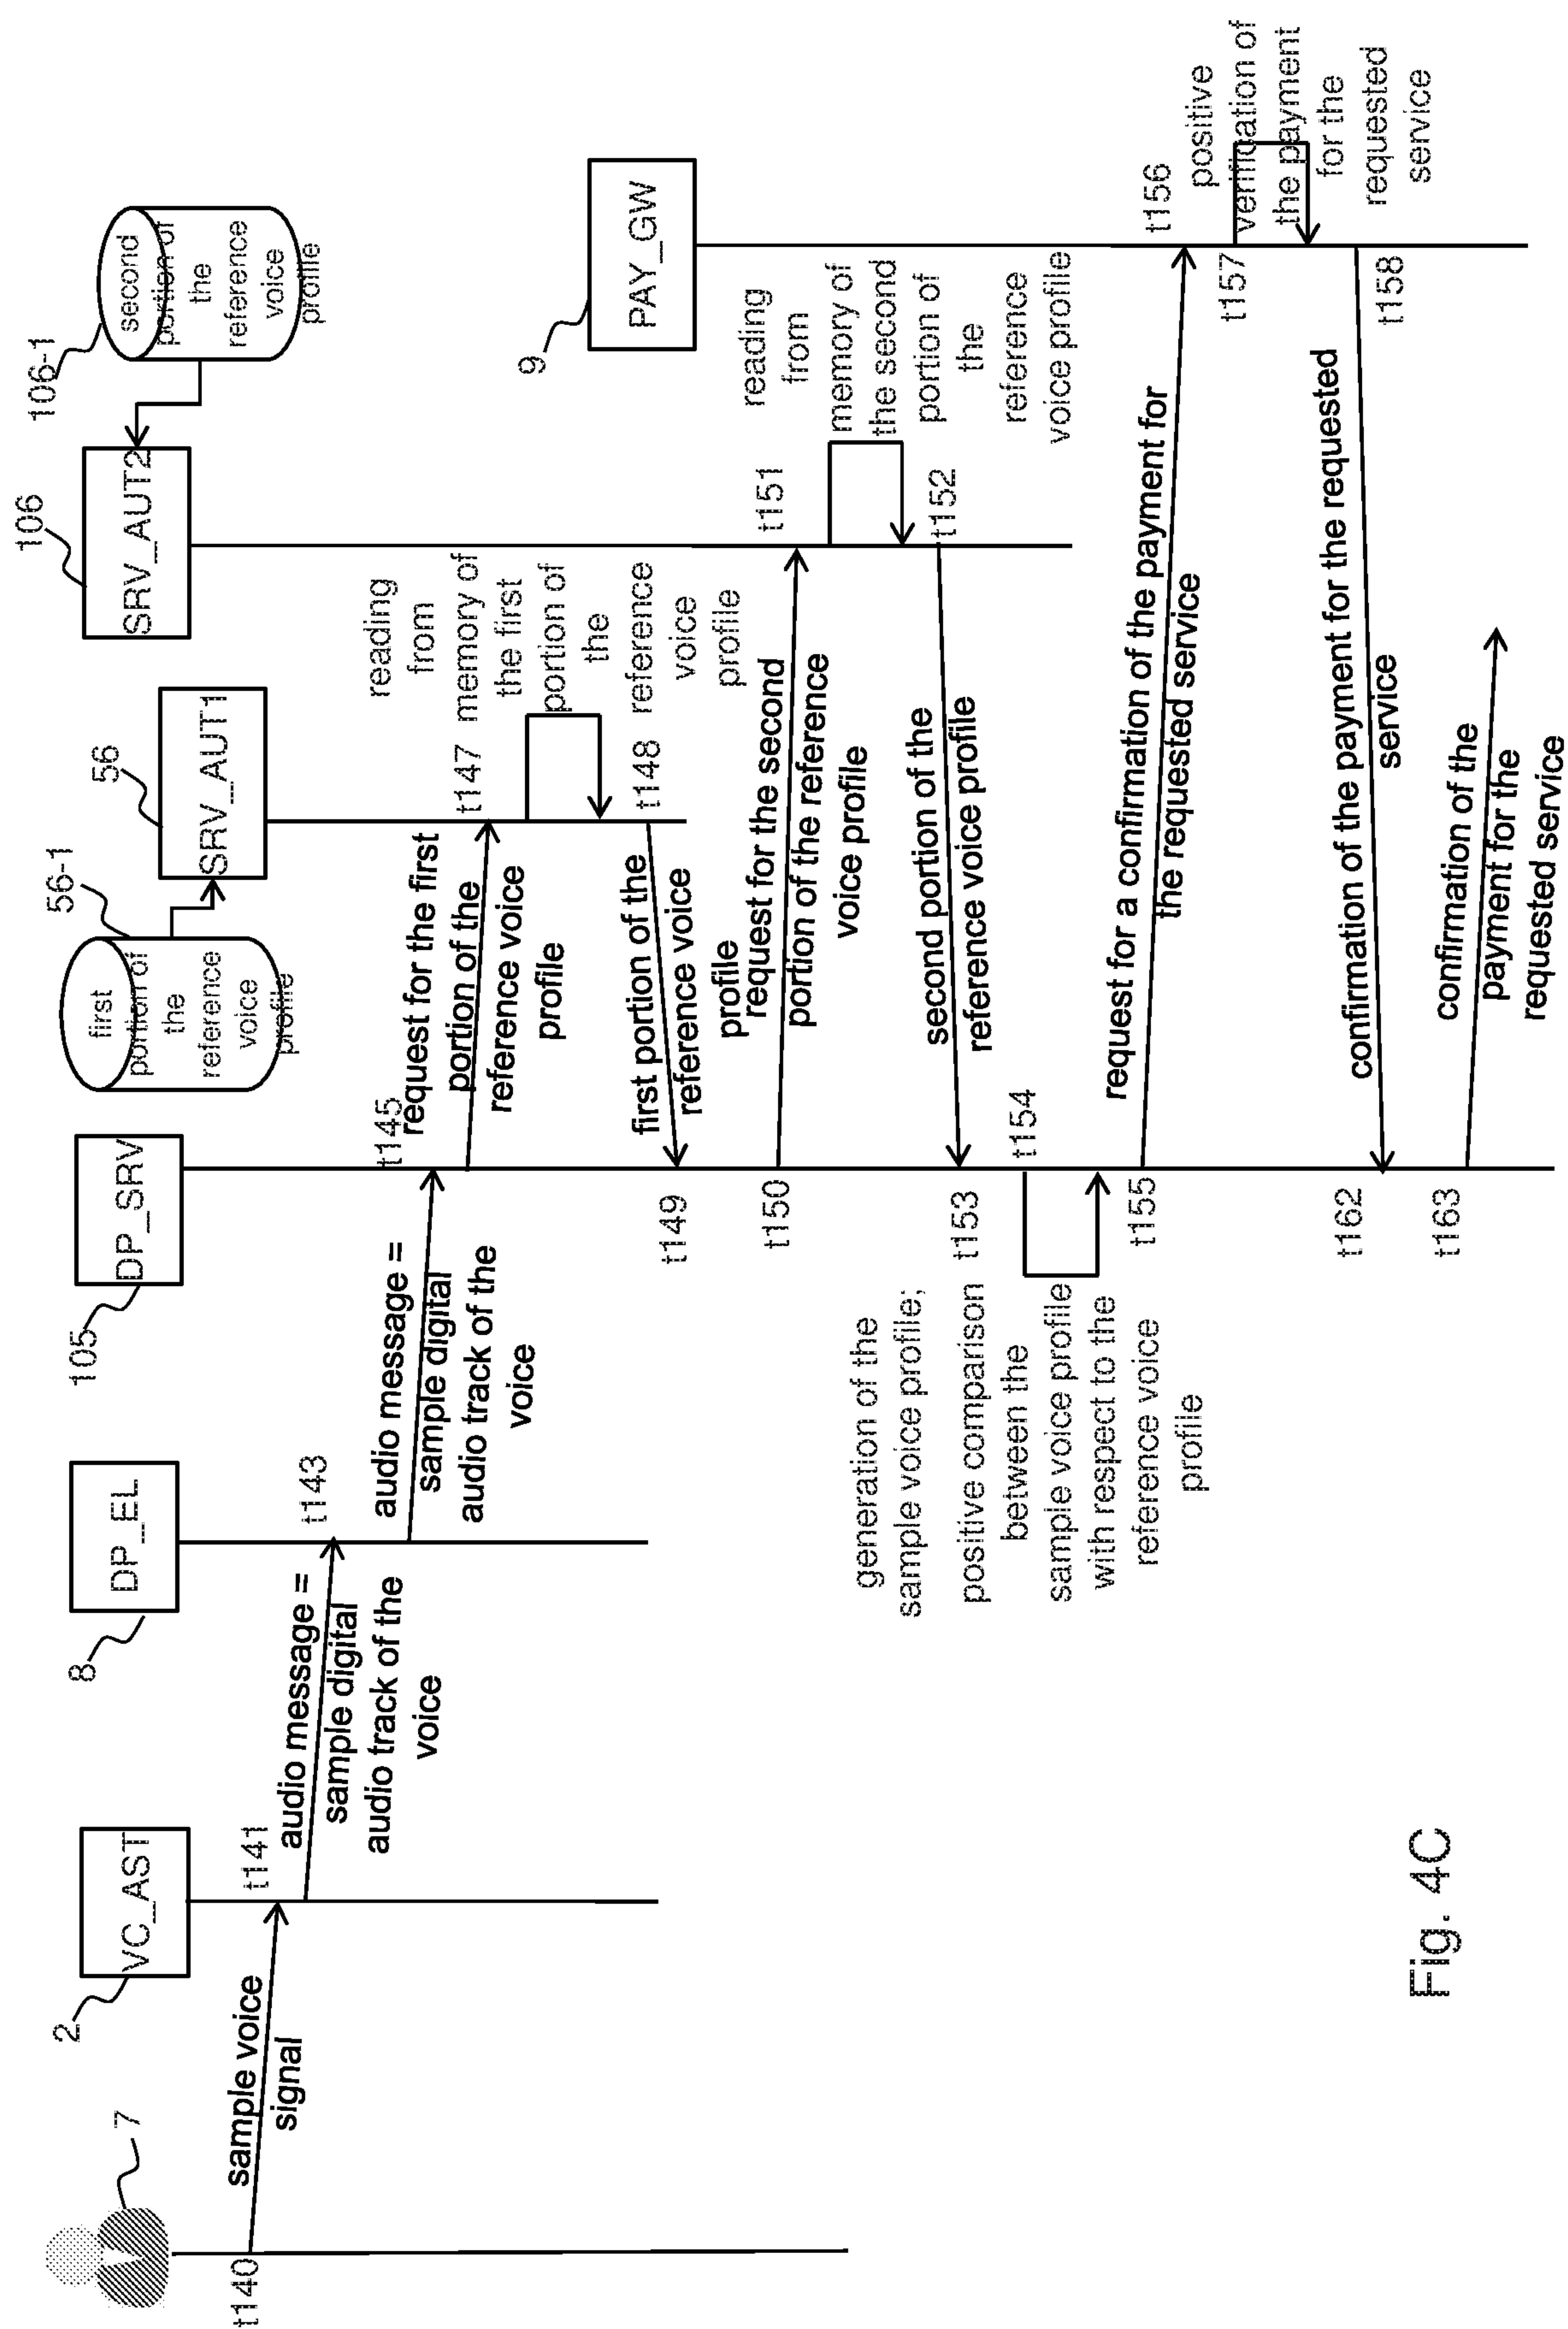 7
2
VC_AST
8
DP_EL
105
DP_SRV
56-1
first
portion of
the
reference
voice
profile
56
SRV_AUT1
106
SRV_AUT2
106-1
second
portion of
the
reference
voice
profile
9
PAY_GW
t140
sample voice
signal
t141
audio message =
sample digital
audio track of the
voice
t143
audio message =
sample digital
audio track of the
voice
t145
request for the first
portion of the
reference voice
profile
t147
reading
from
memory of
the first
portion of
the
reference
voice
profile
t148
first portion of the
reference voice
profile
t149
t150
request for the second
portion of the reference
voice profile
t151
reading
from
memory of
the second
portion of
the
reference
voice profile
t152
second portion of the
reference voice profile
t153
t154
generation of the
sample voice profile;
positive comparison
between the
sample voice profile
with respect to the
reference voice
profile
t155
request for a confirmation of the payment for
the requested service
t156
t157
positive
verification of
the payment
for the
requested
service
t158
confirmation of the payment for the requested
service
t162
t163
confirmation of the
payment for the
requested service
Fig. 4C